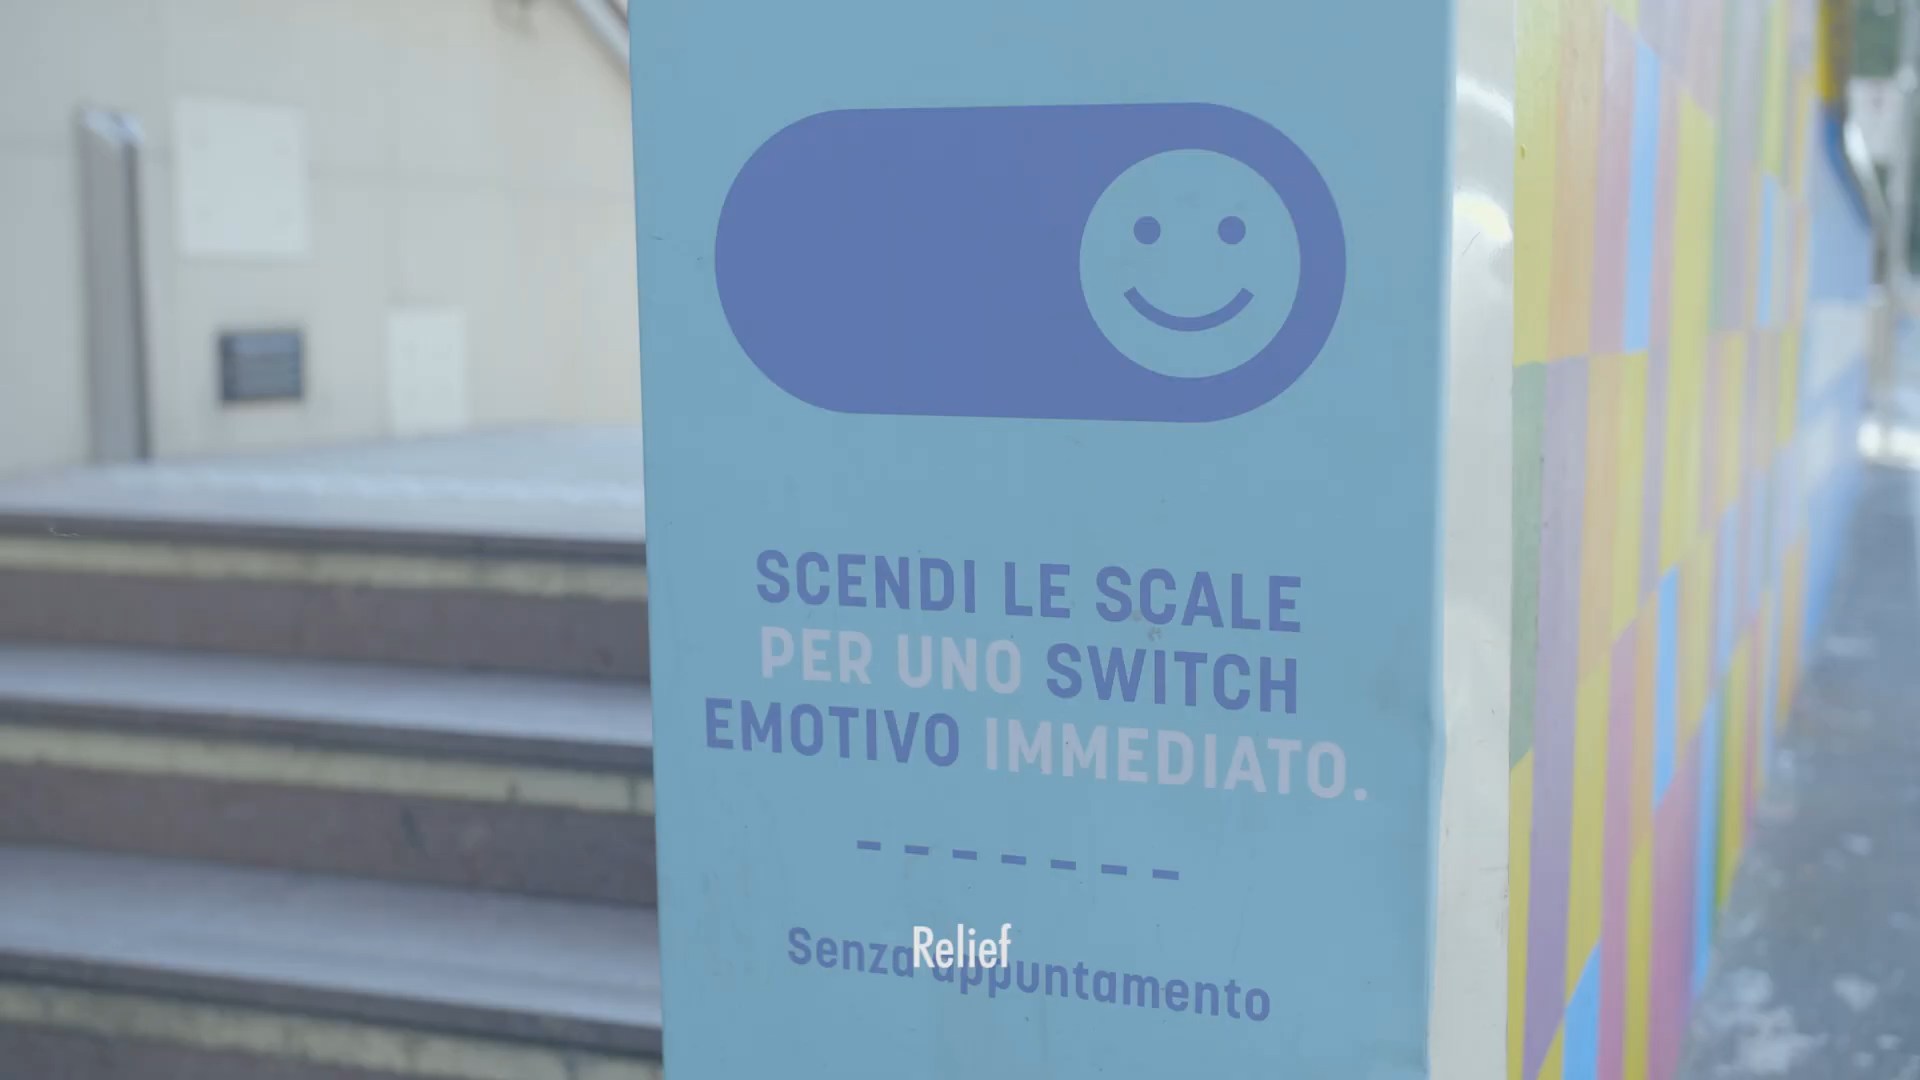 SCENDI LE SCALE
PER UNO SWITCH
EMOTIVO IMMEDIATO.
Senza appuntamento
Relief